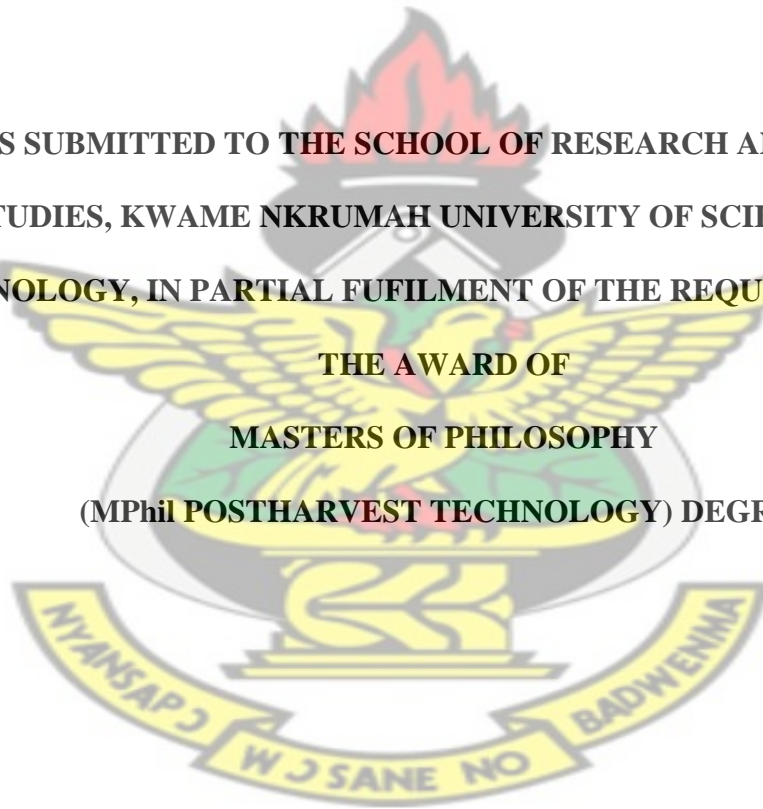 S SUBMITTED TO THE SCHOOL OF RESEARCH A
TUDIES, KWAME NKRUMAH UNIVERSITY OF SCI
NOLOGY, IN PARTIAL FUFILMENT OF THE REQU
THE AWARD OF
MASTERS OF PHILOSOPHY
(MPhil POSTHARVEST TECHNOLOGY) DEGR
NYANSAPƆ WƆSANE NO BADWENMA